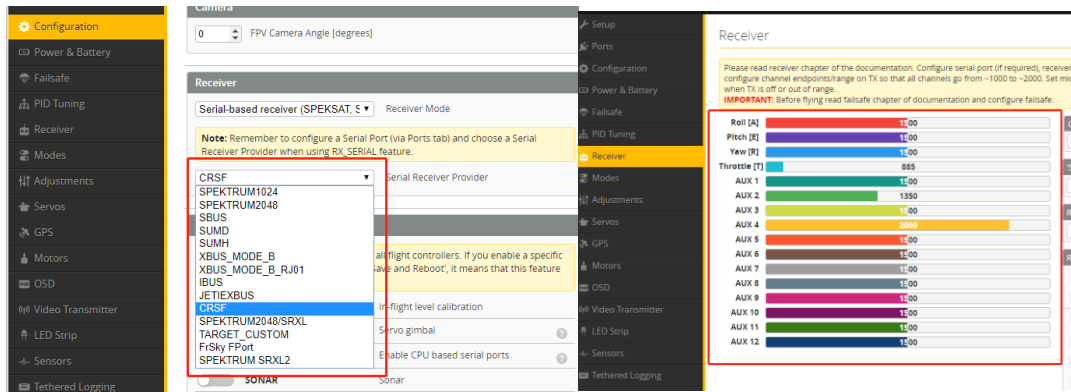 Configuration
Power & Battery
Failsafe
PID Tuning
Receiver
Modes
Adjustments
Servos
GPS
Motors
OSD
Video Transmitter
LED Strip
Sensors
Tethered Logging
Camera
0
FPV Camera Angle [degrees]
Receiver
Serial-based receiver (SPEKSAT, S
Receiver Mode
Note: Remember to configure a Serial Port (via Ports tab) and choose a Serial
Receiver Provider when using RX_SERIAL feature.
CRSF
Serial Receiver Provider
SPEKTRUM1024
SPEKTRUM2048
SBUS
SUMD
SUMH
XBUS_MODE_B
XBUS_MODE_B_RJ01
IBUS
JETIEXBUS
CRSF
SPEKTRUM2048/SRXL
TARGET_CUSTOM
FrSky FPort
SPEKTRUM SRXL2
all flight controllers. If you enable a specific
Save and Reboot', it means that this feature
In-flight level calibration
Servo gimbal
Enable CPU based serial ports
SONAR
Sonar
Setup
Ports
Configuration
Power & Battery
Failsafe
PID Tuning
Receiver
Modes
Adjustments
Servos
GPS
Motors
OSD
Video Transmitter
LED Strip
Sensors
Tethered Logging
Receiver
Please read receiver chapter of the documentation. Configure serial port (if required), receiver
configure channel endpoints/range on TX so that all channels go from ~1000 to ~2000. Set mid
when TX is off or out of range.
IMPORTANT: Before flying read failsafe chapter of documentation and configure failsafe.
Roll [A] 1500
Pitch [E] 1500
Yaw [R] 1500
Throttle [T] 885
AUX 1 1500
AUX 2 1350
AUX 3 1500
AUX 4 2000
AUX 5 1500
AUX 6 1500
AUX 7 1500
AUX 8 1500
AUX 9 1500
AUX 10 1500
AUX 11 1500
AUX 12 1500